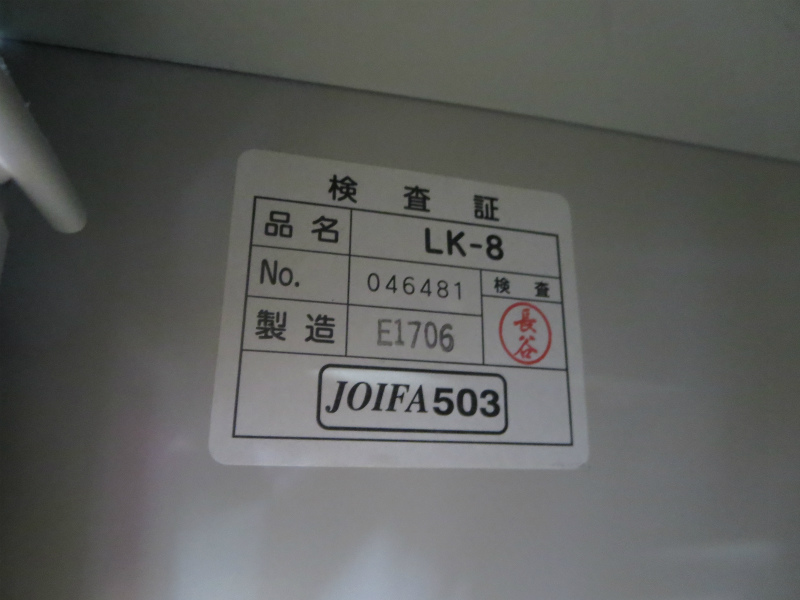 検査証
品名 LK-8
No. 046481 検査
製造 E1706 長谷
JOIFA503